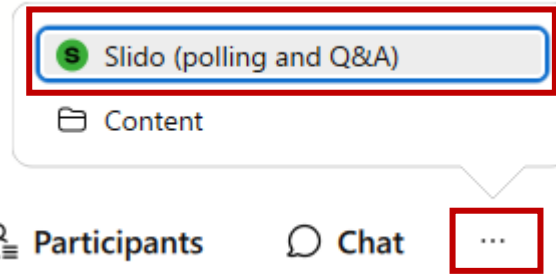 S Slido (polling and Q&A)
Content
Participants Chat ...